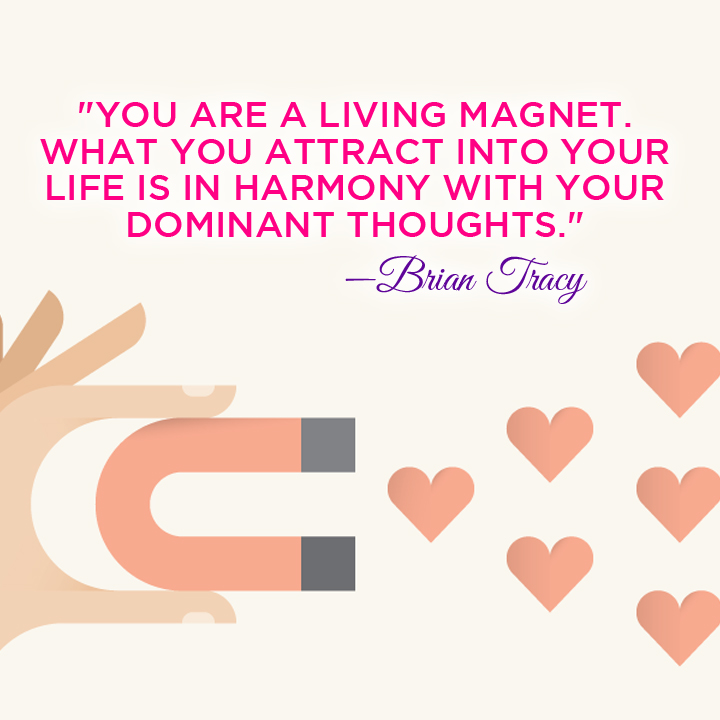 "YOU ARE A LIVING MAGNET.
WHAT YOU ATTRACT INTO YOUR
LIFE IS IN HARMONY WITH YOUR
DOMINANT THOUGHTS."
—Brian Tracy